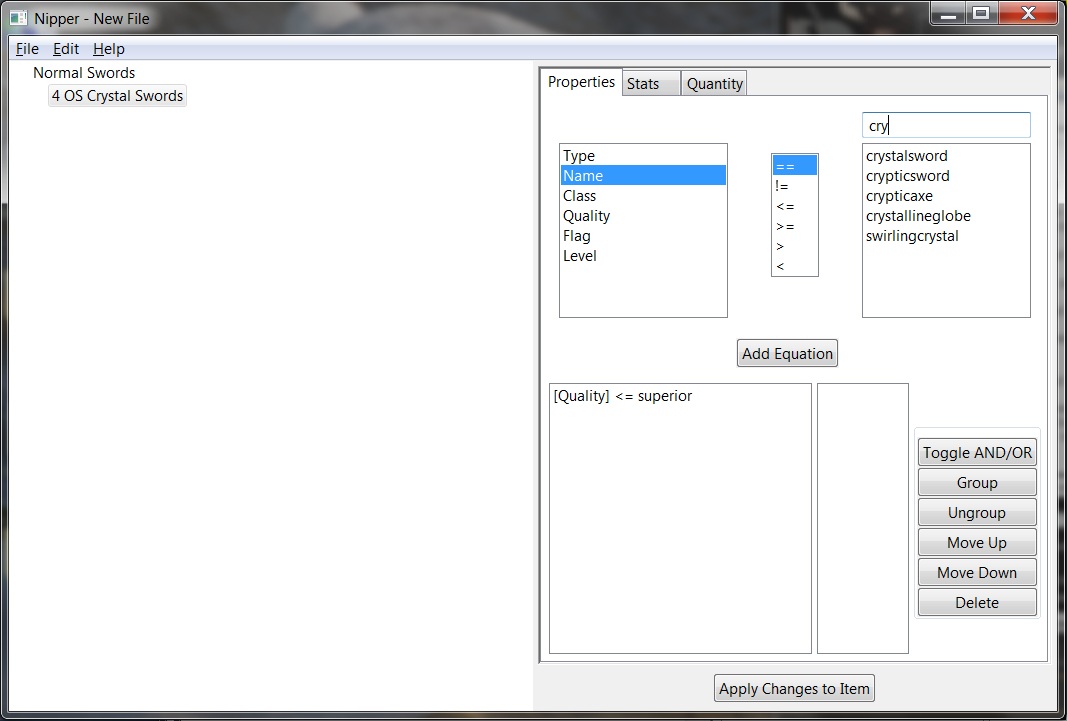 Nipper - New File
File Edit Help
Normal Swords
4 OS Crystal Swords
Properties Stats Quantity
cry
Type
Name
Class
Quality
Flag
Level
==
!=
<=
>=
>
<
crystalsword
crypticsword
crypticaxe
crystallineglobe
swirlingcrystal
Add Equation
[Quality] <= superior
Toggle AND/OR
Group
Ungroup
Move Up
Move Down
Delete
Apply Changes to Item